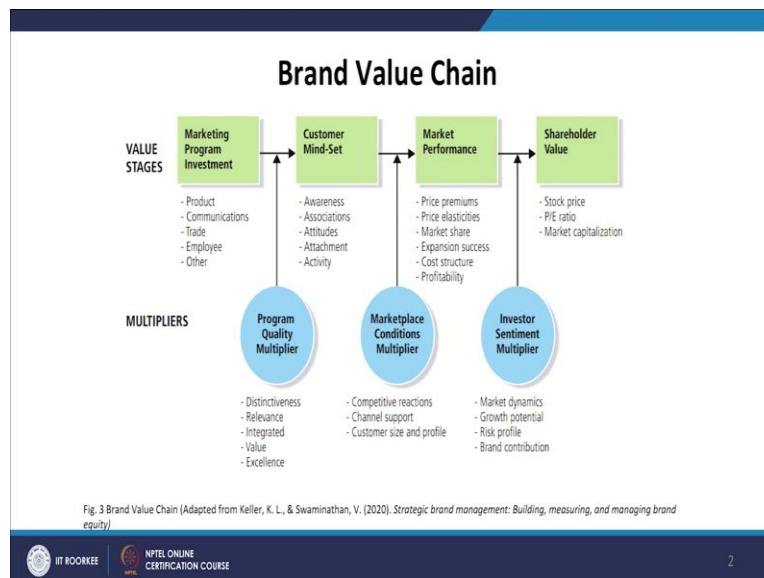 Brand Value Chain
VALUE
STAGES
Marketing
Program
Investment
Customer
Mind-Set
Market
Performance
Shareholder
Value
- Product
- Communications
- Trade
- Employee
- Other
- Awareness
- Associations
- Attitudes
- Attachment
- Activity
- Price premiums
- Price elasticities
- Market share
- Expansion success
- Cost structure
- Profitability
- Stock price
- P/E ratio
- Market capitalization
MULTIPLIERS
Program
Quality
Multiplier
Marketplace
Conditions
Multiplier
Investor
Sentiment
Multiplier
- Distinctiveness
- Relevance
- Integrated
- Value
- Excellence
- Competitive reactions
- Channel support
- Customer size and profile
- Market dynamics
- Growth potential
- Risk profile
- Brand contribution
Fig. 3 Brand Value Chain (Adapted from Keller, K. L., & Swaminathan, V. (2020). Strategic brand management: Building, measuring, and managing brand
equity)
IIT ROORKEE
NPTEL ONLINE
CERTIFICATION COURSE
2